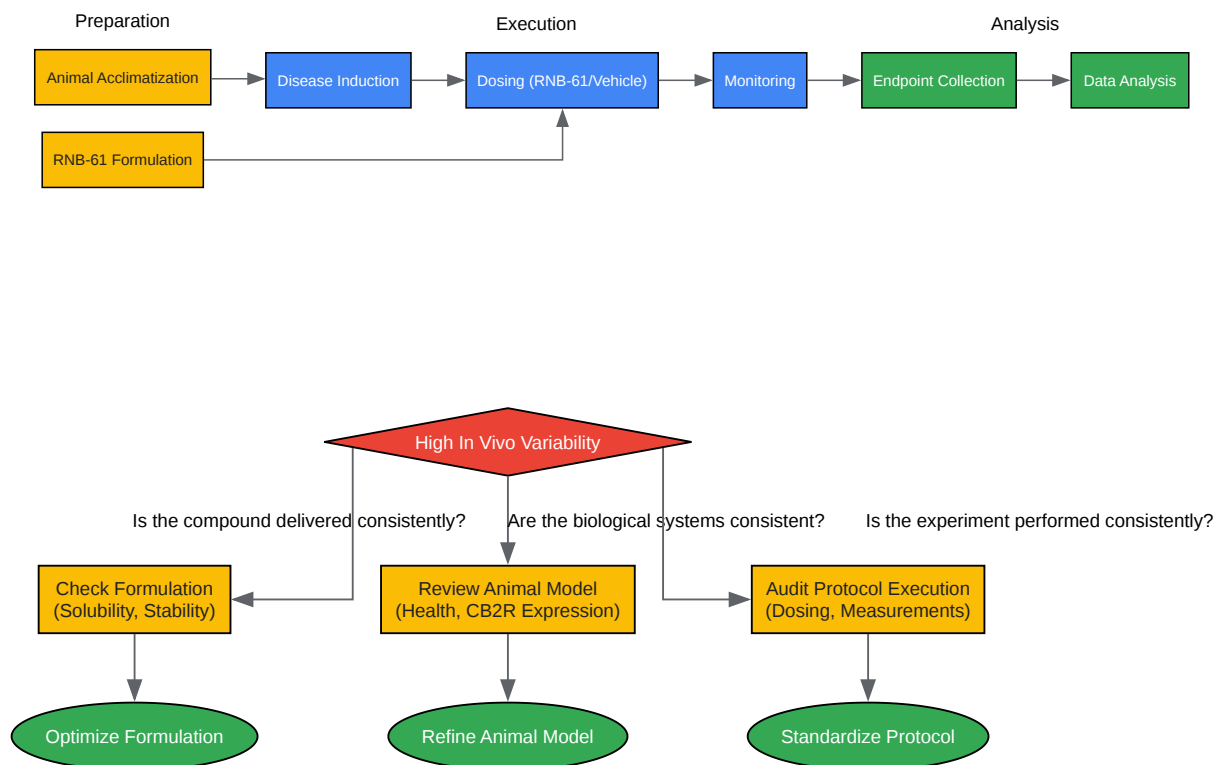 Preparation
Execution
Analysis
Animal Acclimatization
Disease Induction
Dosing (RNB-61/Vehicle)
Monitoring
Endpoint Collection
Data Analysis
RNB-61 Formulation
High In Vivo Variability
Is the compound delivered consistently?
Are the biological systems consistent?
Is the experiment performed consistently?
Check Formulation
(Solubility, Stability)
Review Animal Model
(Health, CB2R Expression)
Audit Protocol Execution
(Dosing, Measurements)
Optimize Formulation
Refine Animal Model
Standardize Protocol